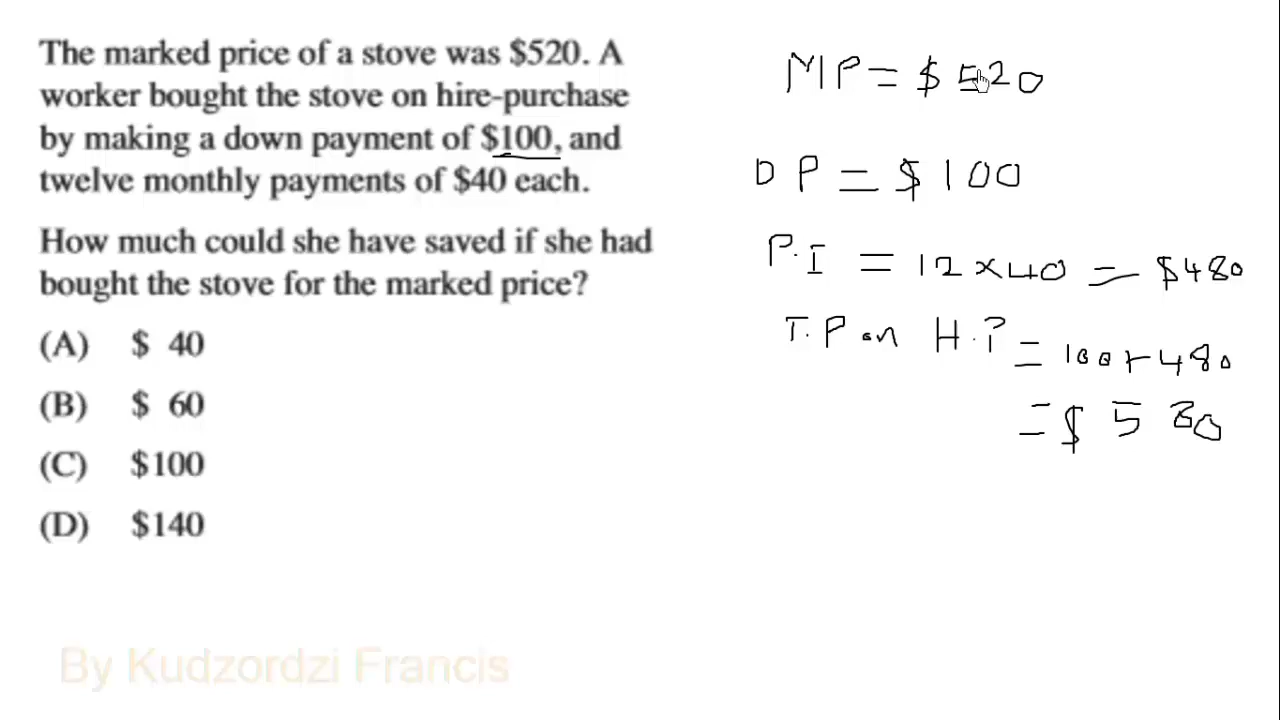 The marked price of a stove was $520. A
worker bought the stove on hire-purchase
by making a down payment of $100, and
twelve monthly payments of $40 each.
How much could she have saved if she had
bought the stove for the marked price?
(A) $ 40
(B) $ 60
(C) $100
(D) $140
MP = $ 520
DP = $ 100
P.I = 12 × 40 = $480
T.P on H.P = 100 + 480
= $ 580
By Kudzordzi Francis